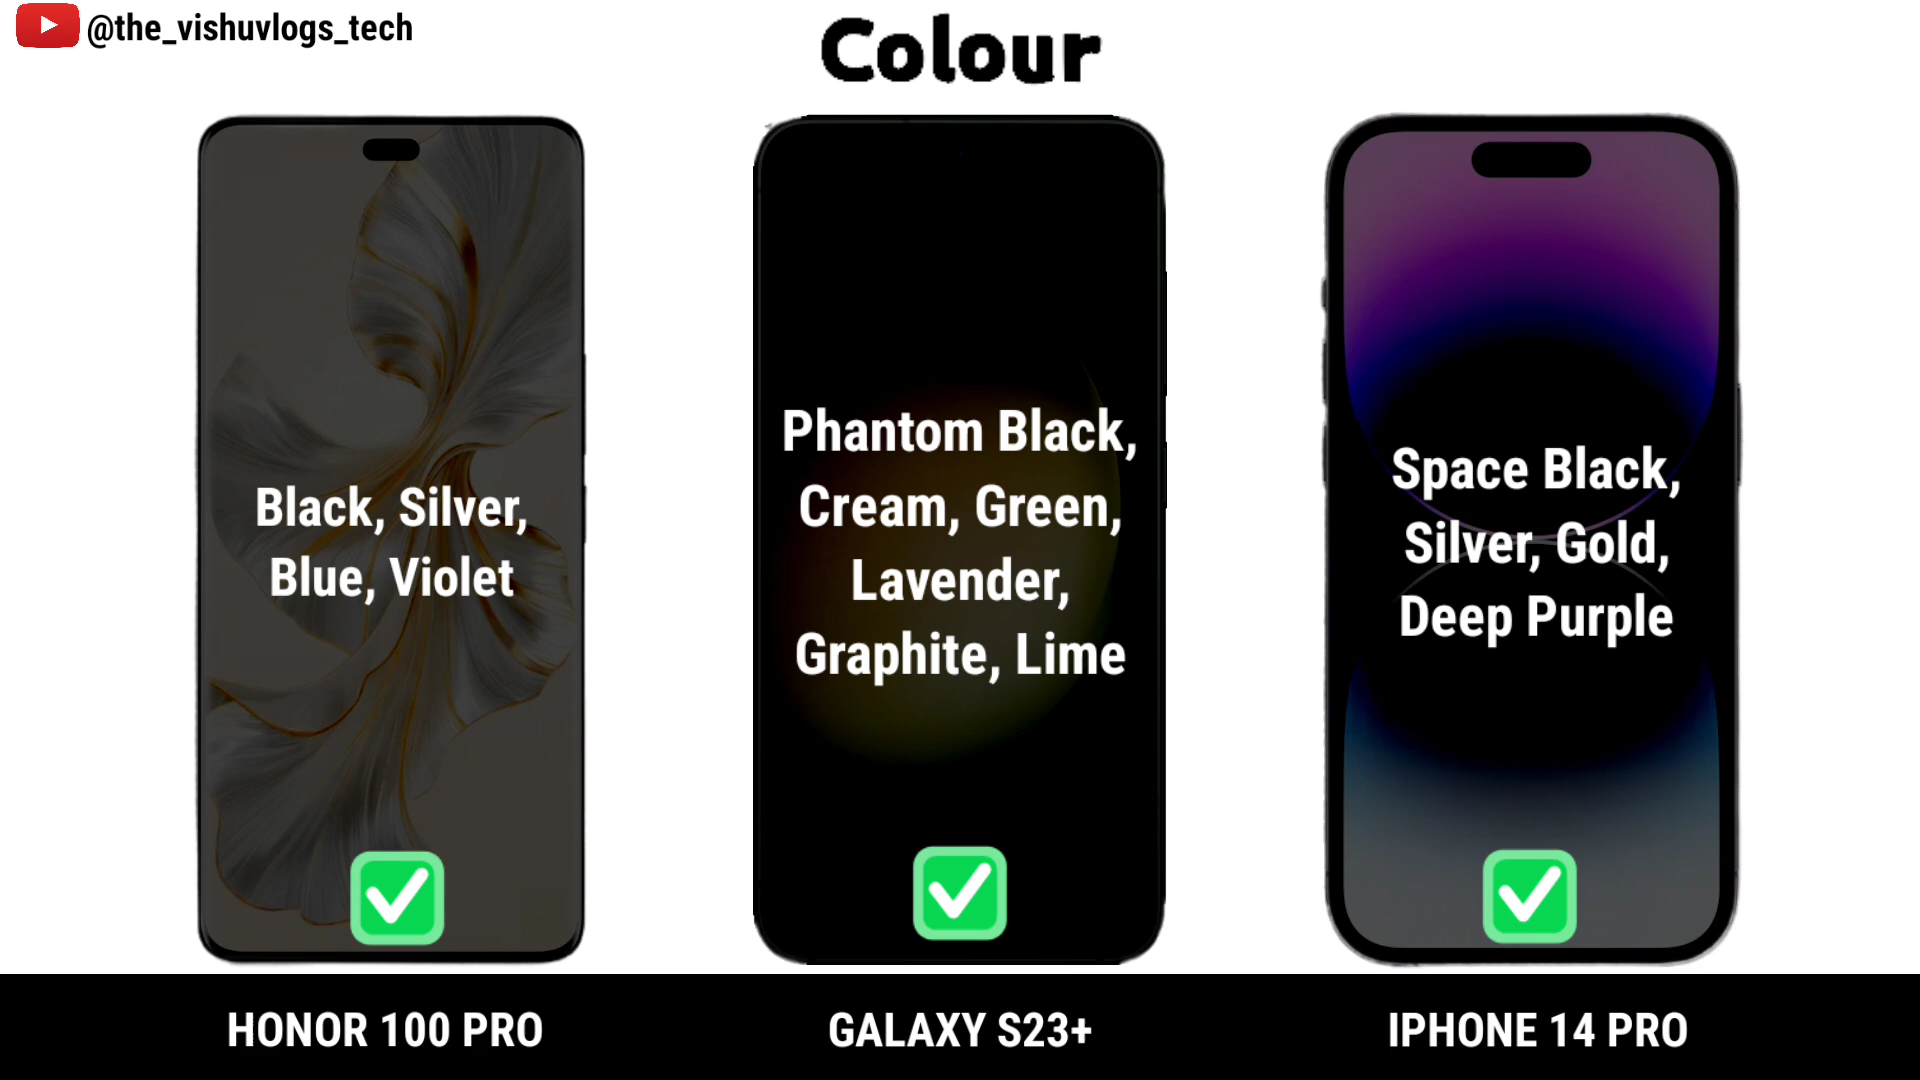 @the_vishuvlogs_tech
Colour
Black, Silver,
Blue, Violet
Phantom Black,
Cream, Green,
Lavender,
Graphite, Lime
Space Black,
Silver, Gold,
Deep Purple
HONOR 100 PRO
GALAXY S23+
IPHONE 14 PRO